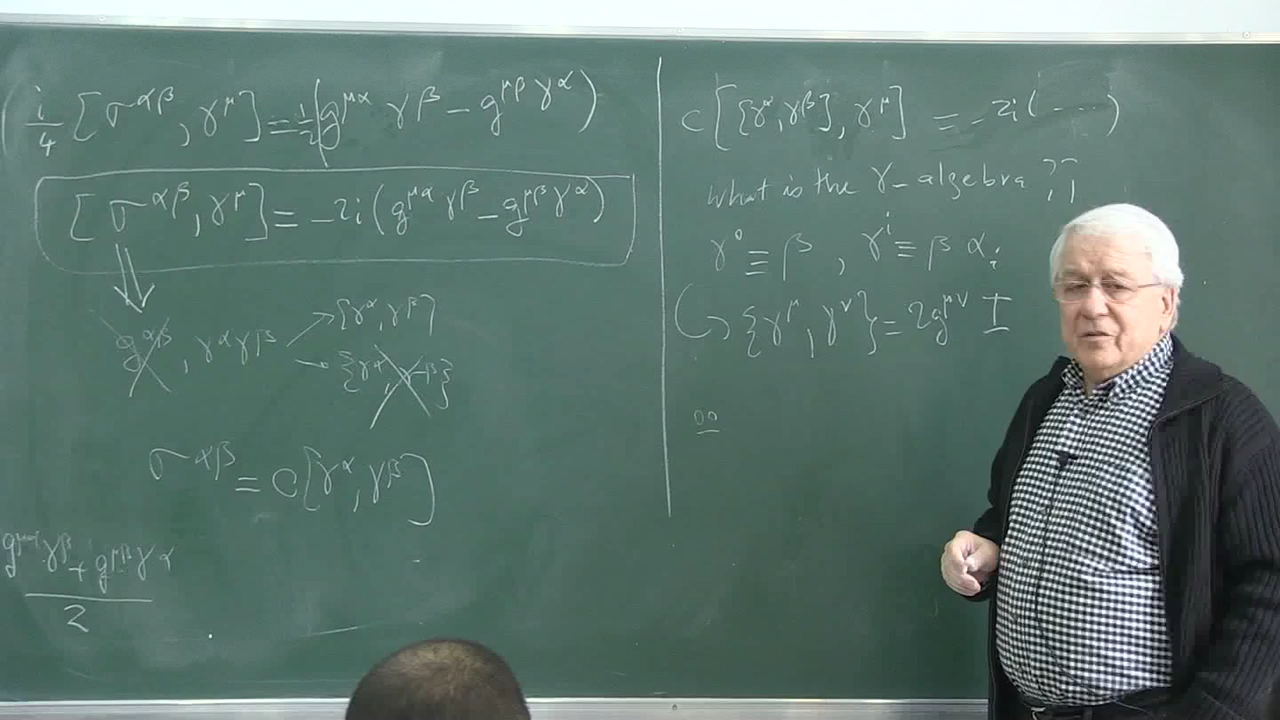 ( i/4 [σ^{αβ}, γ^μ] = 1/2 (g^{μα} γ^β − g^{μβ} γ^α)
[σ^{αβ}, γ^μ] = −2i (g^{μα} γ^β − g^{μβ} γ^α)
⇓
g^{αβ}, γ^α γ^β → [γ^α, γ^β]
→ {γ^α, γ^β}
σ^{αβ} = c[γ^α, γ^β]
g^{μα} γ^β + g^{μβ} γ^α
2
c[[γ^α, γ^β], γ^μ] = −2i(....)
What is the γ-algebra ??
γ^0 ≡ β, γ^i ≡ β α_i
↪ {γ^μ, γ^ν} = 2g^{μν} I